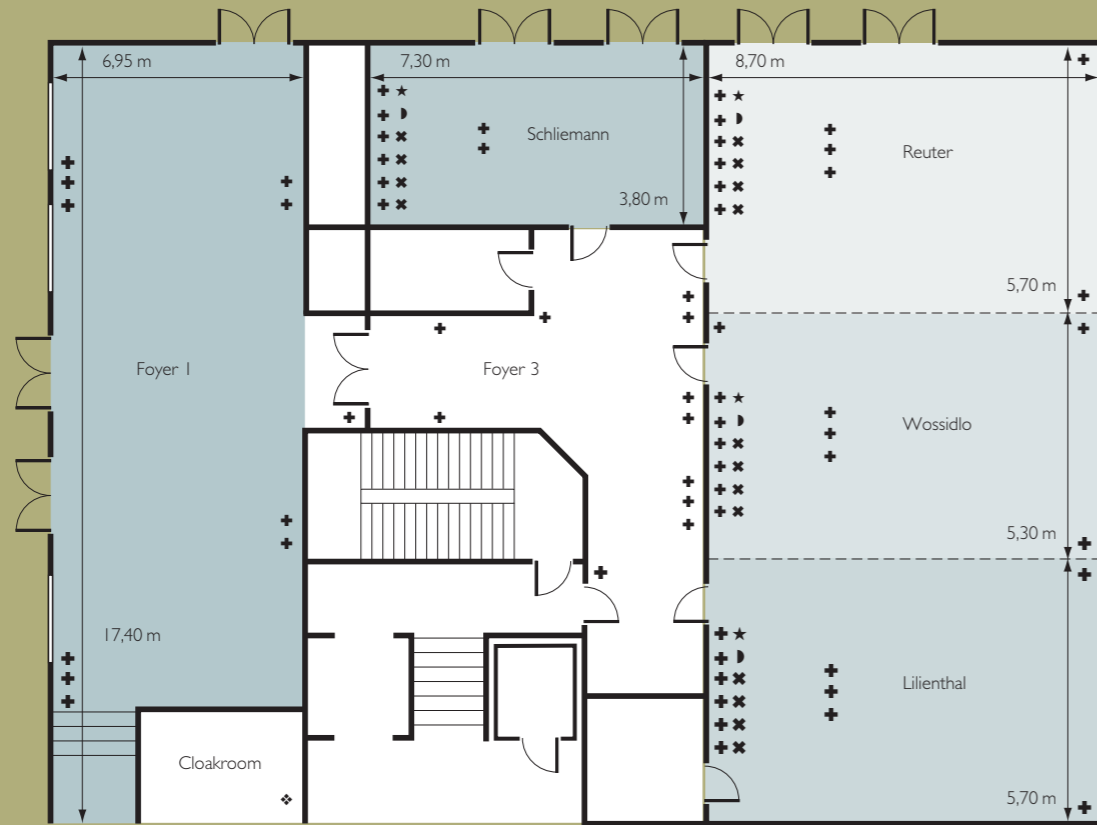 6,95 m
7,30 m
8,70 m
Schliemann
Reuter
3,80 m
5,70 m
Foyer 1
Foyer 3
Wossidlo
5,30 m
17,40 m
Lilienthal
Cloakroom
5,70 m